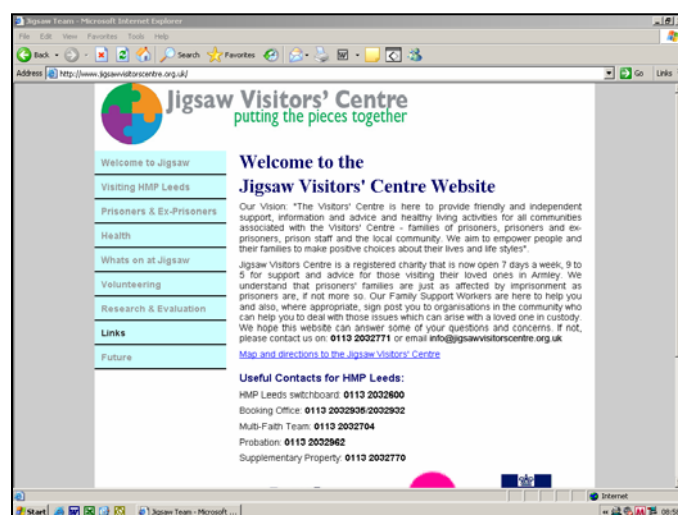 Jigsaw Team - Microsoft Internet Explorer
File Edit View Favorites Tools Help
Back Search Favorites
Address http://www.jigsawvisitorscentre.org.uk/ Go Links
Jigsaw Visitors' Centre
putting the pieces together
Welcome to Jigsaw
Visiting HMP Leeds
Prisoners & Ex-Prisoners
Health
Whats on at Jigsaw
Volunteering
Research & Evaluation
Links
Future
Welcome to the
Jigsaw Visitors' Centre Website
Our Vision: "The Visitors' Centre is here to provide friendly and independent
support, information and advice and healthy living activities for all communities
associated with the Visitors' Centre - families of prisoners, prisoners and ex-
prisoners, prison staff and the local community. We aim to empower people and
their families to make positive choices about their lives and life styles".
Jigsaw Visitors Centre is a registered charity that is now open 7 days a week, 9 to
5 for support and advice for those visiting their loved ones in Armley. We
understand that prisoners' families are just as affected by imprisonment as
prisoners are, if not more so. Our Family Support Workers are here to help you
and also, where appropriate, sign post you to organisations in the community who
can help you to deal with those issues which can arise with a loved one in custody.
We hope this website can answer some of your questions and concerns. If not,
please contact us on: 0113 2032771 or email info@jigsawvisitorscentre.org.uk
Map and directions to the Jigsaw Visitors' Centre
Useful Contacts for HMP Leeds:
HMP Leeds switchboard: 0113 2032600
Booking Office: 0113 2032935/2032932
Multi-Faith Team: 0113 2032704
Probation: 0113 2032962
Supplementary Property: 0113 2032770
Internet
Start Jigsaw Team - Microsoft ... 08:58